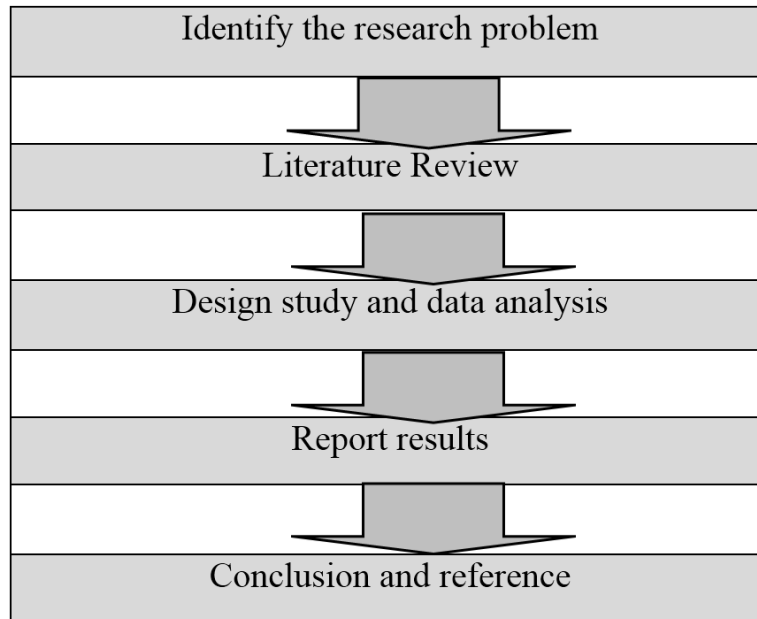 Identify the research problem
Literature Review
Design study and data analysis
Report results
Conclusion and reference